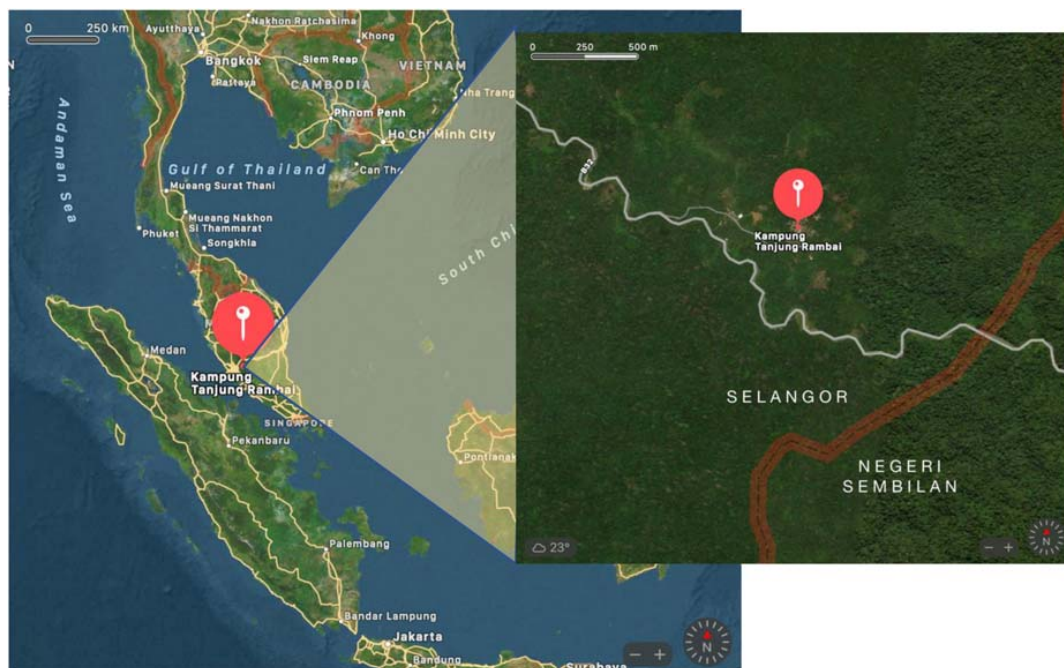 0 250 km
Nakhon Ratchasima
Ayutthaya
Khong
Bangkok
Siem Reap
VIETNAM
Pattaya
CAMBODIA
Nha Trang
Phnom Penh
Ho Chi Minh City
Andaman Sea
Gulf of Thailand
Can Tho
Mueang Surat Thani
Mueang Nakhon
Si Thammarat
Phuket
Songkhla
South Chi
Medan
Kampung
Tanjung Rambai
SINGAPORE
Pekanbaru
Pontianak
Palembang
Bandar Lampung
Jakarta
Bandung
Surabaya
N
0 250 500 m
B32
Kampung
Tanjung Rambai
SELANGOR
NEGERI
SEMBILAN
23°
N